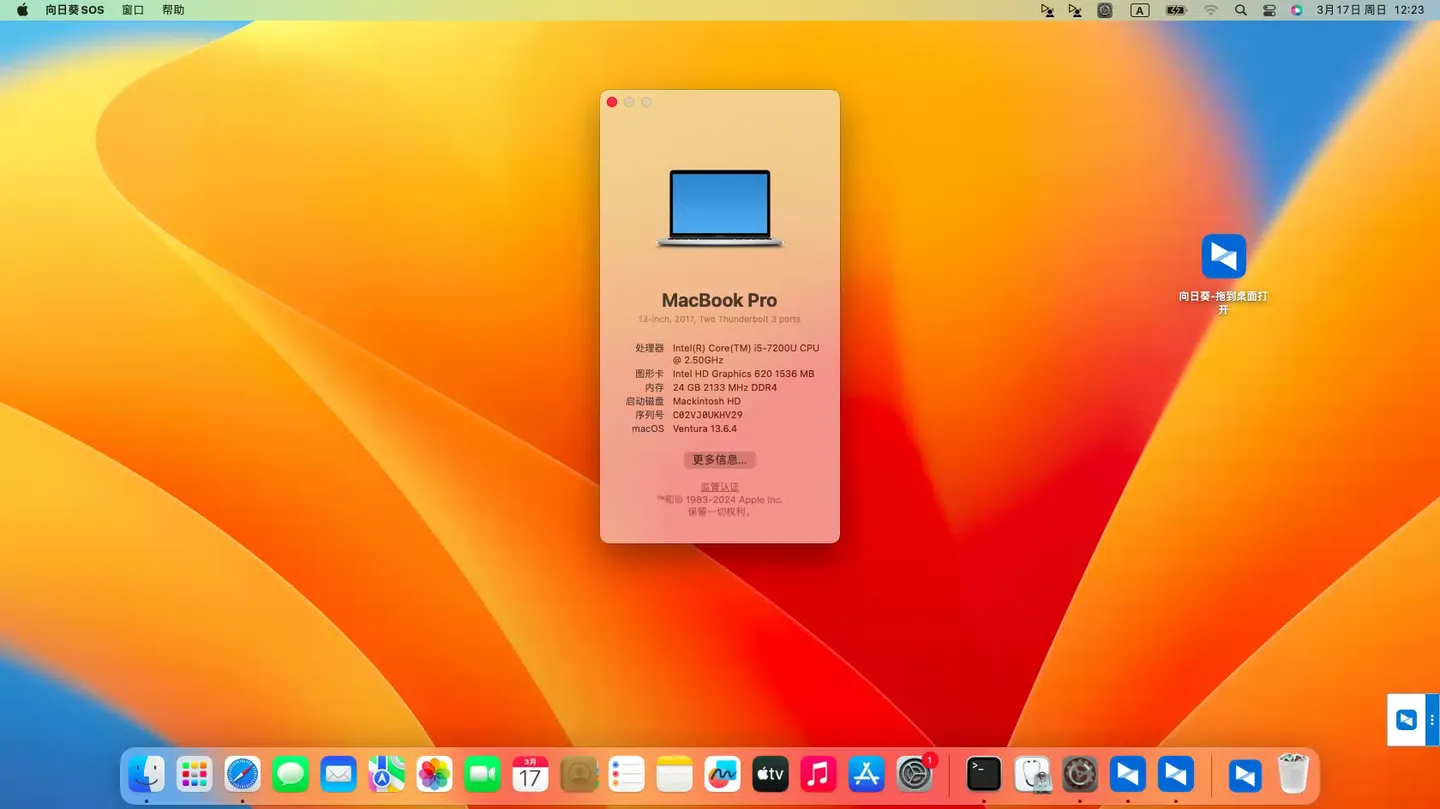 向日葵SOS 窗口 帮助 A 3月17日 周日 12:23
MacBook Pro
13-inch, 2017, Two Thunderbolt 3 ports
处理器 Intel(R) Core(TM) i5-7200U CPU
@ 2.50GHz
图形卡 Intel HD Graphics 620 1536 MB
内存 24 GB 2133 MHz DDR4
启动磁盘 Mackintosh HD
序列号 C02VJ0UKHV29
macOS Ventura 13.6.4
更多信息...
监管认证
™和© 1983-2024 Apple Inc.
保留一切权利。
向日葵-拖到桌面打
开
3月
17
tv
1
>_